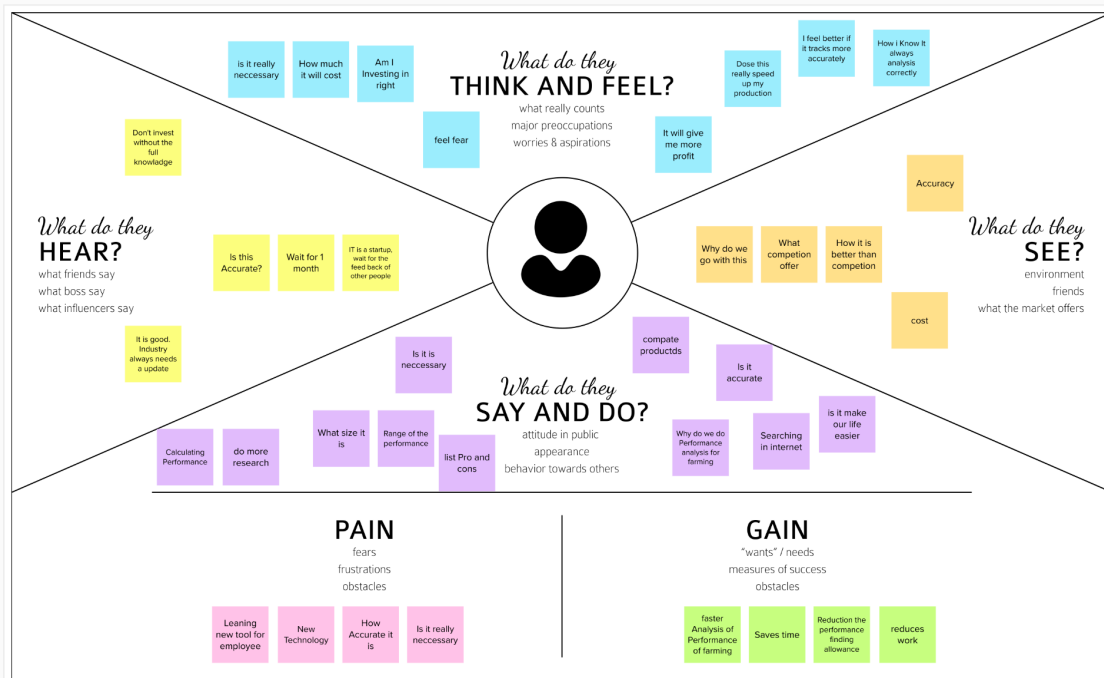 What do they
THINK AND FEEL?
what really counts
major preoccupations
worries & aspirations
is it really
neccessary
How much
it will cost
Am I
Investing in
right
feel fear
It will give
me more
profit
Dose this
really speed
up my
production
I feel better if
it tracks more
accurately
How i Know It
always
analysis
correctly
What do they
HEAR?
what friends say
what boss say
what influencers say
Don't invest
without the
full
knowladge
Is this
Accurate?
Wait for 1
month
IT is a startup,
wait for the
feed back of
other people
It is good.
Industry
always needs
a update
What do they
SEE?
environment
friends
what the market offers
Accuracy
Why do we
go with this
What
competion
offer
How it is
better than
competion
cost
What do they
SAY AND DO?
attitude in public
appearance
behavior towards others
Is it is
neccessary
What size it
is
Range of the
performance
list Pro and
cons
Calculating
Performance
do more
research
compate
productds
Is it
accurate
Why do we do
Performance
analysis for
farming
Searching
in internet
is it make
our life
easier
PAIN
fears
frustrations
obstacles
Leaning
new tool for
employee
New
Technology
How
Accurate it
is
Is it really
neccessary
GAIN
"wants" / needs
measures of success
obstacles
faster
Analysis of
Performance
of farming
Saves time
Reduction the
performance
finding
allowance
reduces
work